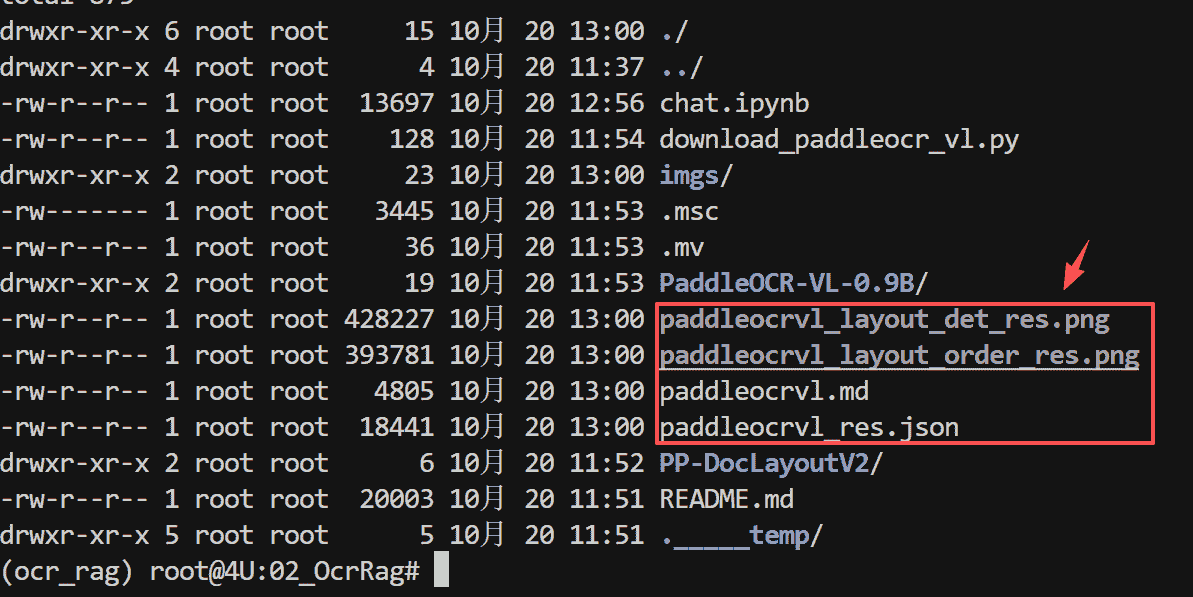 total 875
drwxr-xr-x 6 root root     15 10月 20 13:00 ./
drwxr-xr-x 4 root root      4 10月 20 11:37 ../
-rw-r--r-- 1 root root  13697 10月 20 12:56 chat.ipynb
-rw-r--r-- 1 root root    128 10月 20 11:54 download_paddleocr_vl.py
drwxr-xr-x 2 root root     23 10月 20 13:00 imgs/
-rw------- 1 root root   3445 10月 20 11:53 .msc
-rw-r--r-- 1 root root     36 10月 20 11:53 .mv
drwxr-xr-x 2 root root     19 10月 20 11:53 PaddleOCR-VL-0.9B/
-rw-r--r-- 1 root root 428227 10月 20 13:00 paddleocrvl_layout_det_res.png
-rw-r--r-- 1 root root 393781 10月 20 13:00 paddleocrvl_layout_order_res.png
-rw-r--r-- 1 root root   4805 10月 20 13:00 paddleocrvl.md
-rw-r--r-- 1 root root  18441 10月 20 13:00 paddleocrvl_res.json
drwxr-xr-x 2 root root      6 10月 20 11:52 PP-DocLayoutV2/
-rw-r--r-- 1 root root  20003 10月 20 11:51 README.md
drwxr-xr-x 5 root root      5 10月 20 11:51 ._____temp/
(ocr_rag) root@4U:02_OcrRag#